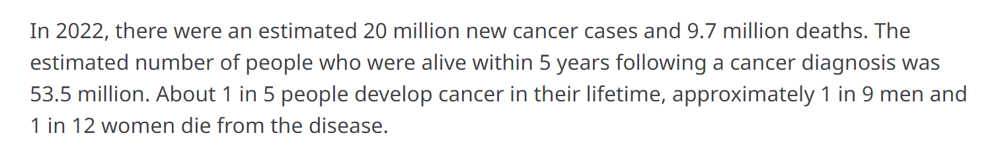 In 2022, there were an estimated 20 million new cancer cases and 9.7 million deaths. The
estimated number of people who were alive within 5 years following a cancer diagnosis was
53.5 million. About 1 in 5 people develop cancer in their lifetime, approximately 1 in 9 men and
1 in 12 women die from the disease.